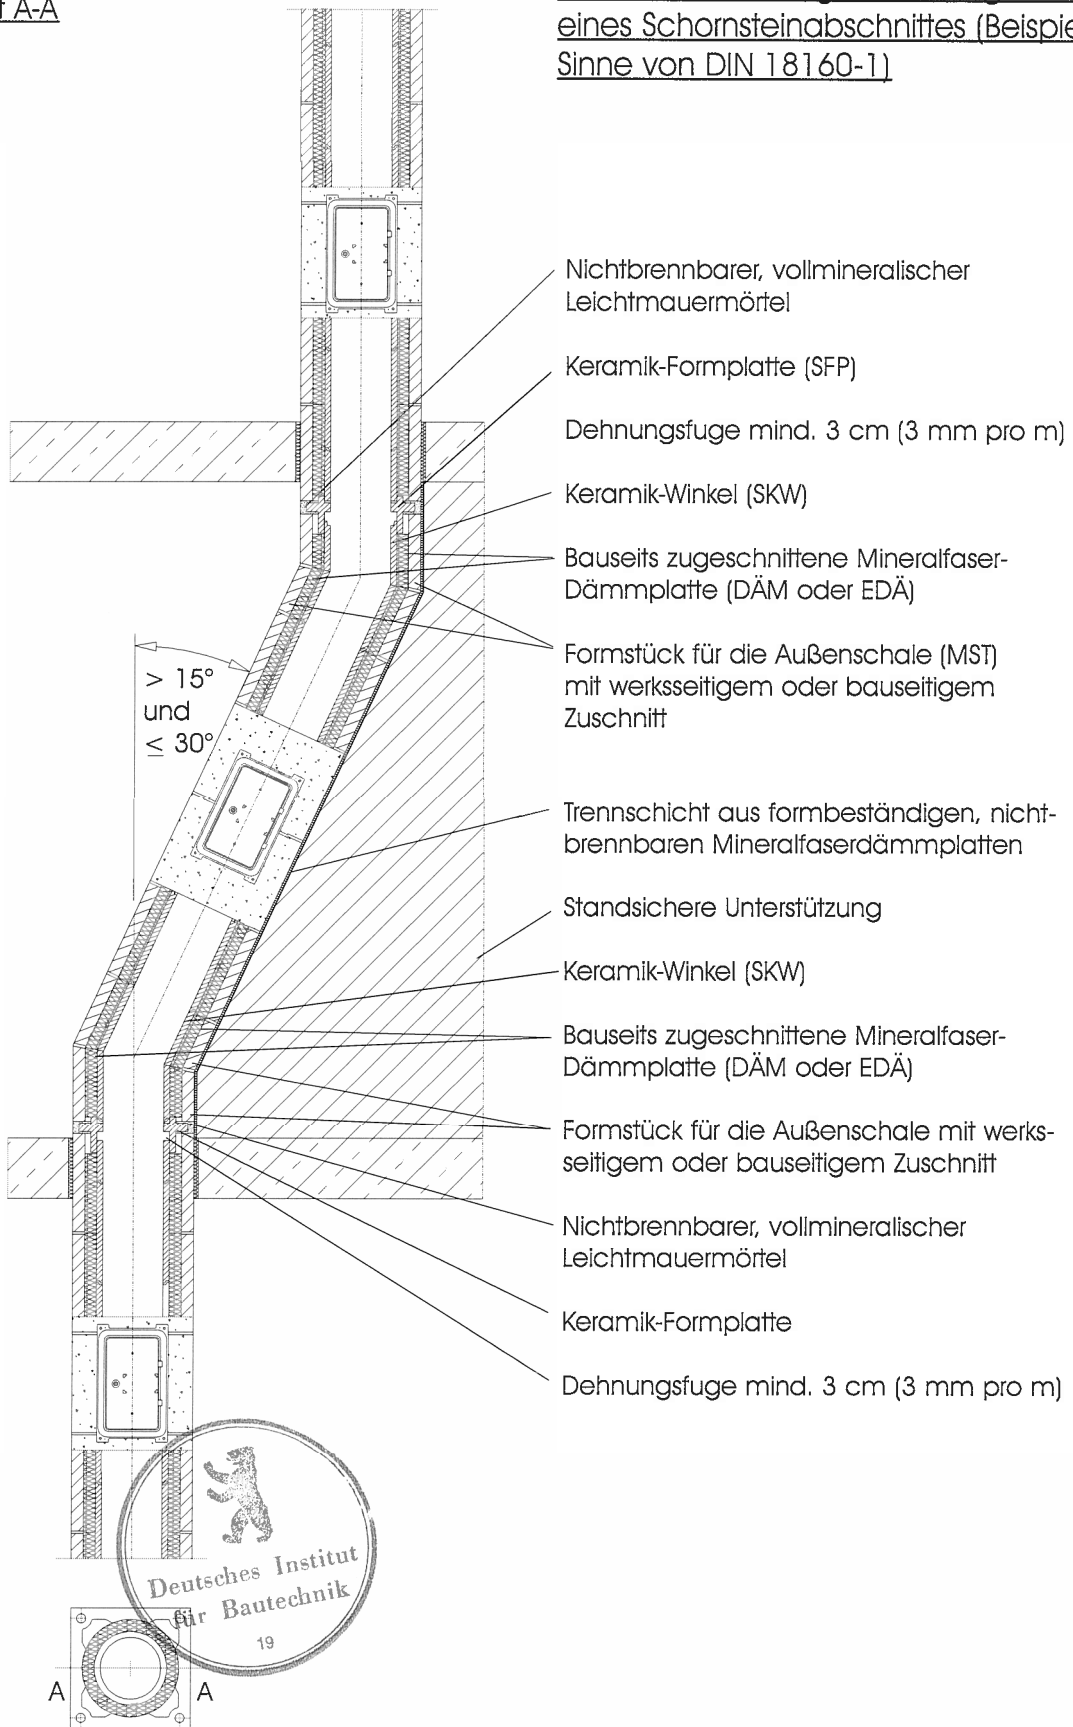 A-A
eines Schornsteinabschnittes (Beispie
Sinne von DIN 18160-1)
Nichtbrennbarer, vollmineralischer
Leichtmauermörtel
Keramik-Formplatte (SFP)
Dehnungsfuge mind. 3 cm (3 mm pro m)
Keramik-Winkel (SKW)
Bauseits zugeschnittene Mineralfaser-
Dämmplatte (DÄM oder EDÄ)
Formstück für die Außenschale (MST)
mit werksseitigem oder bauseitigem
Zuschnitt
> 15°
und
≤ 30°
Trennschicht aus formbeständigen, nicht-
brennbaren Mineralfaserdämmplatten
Standsichere Unterstützung
Keramik-Winkel (SKW)
Bauseits zugeschnittene Mineralfaser-
Dämmplatte (DÄM oder EDÄ)
Formstück für die Außenschale mit werks-
seitigem oder bauseitigem Zuschnitt
Nichtbrennbarer, vollmineralischer
Leichtmauermörtel
Keramik-Formplatte
Dehnungsfuge mind. 3 cm (3 mm pro m)
Deutsches Institut
für Bautechnik
19
A A